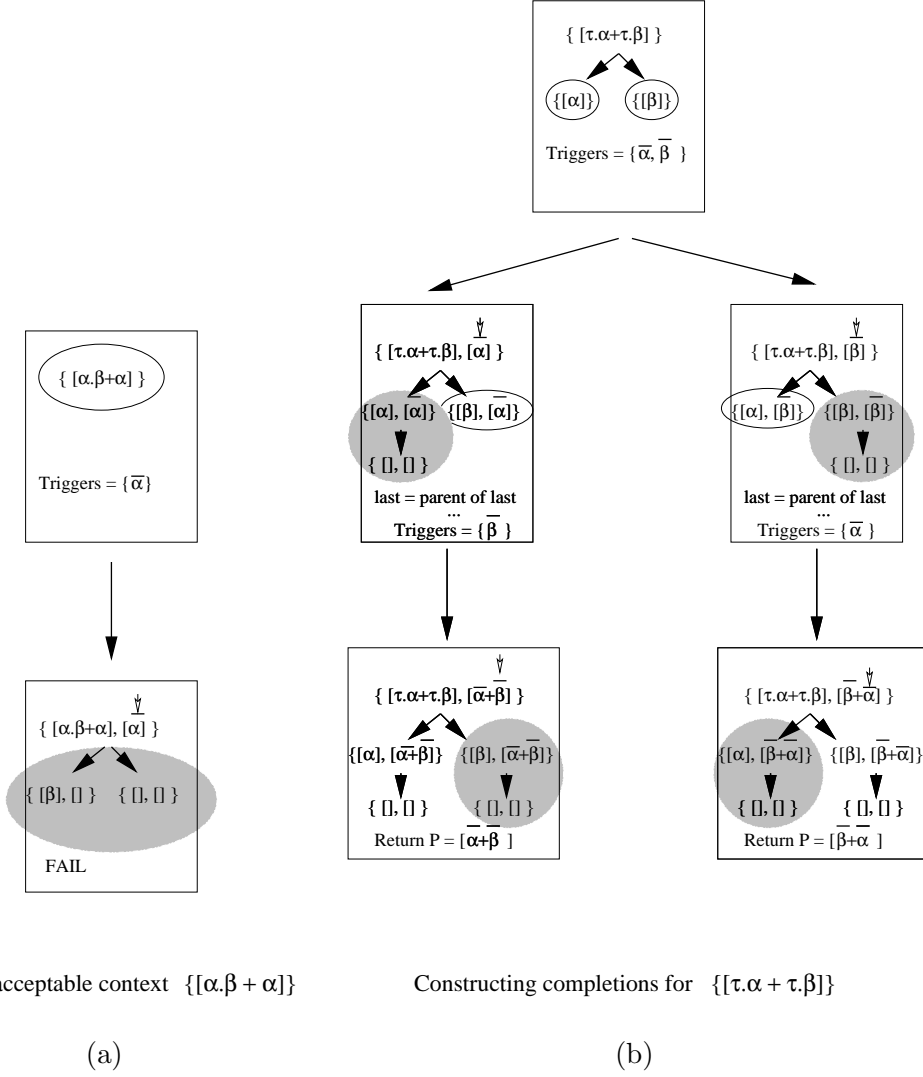 { [τ.α+τ.β] }
{[α]} {[β]}
Triggers = { α̅, β̅ }
{ [α.β+α] }
Triggers = { α̅}
{ [τ.α+τ.β], [α̅] }
{[α], [α̅]} {[β], [α̅]}
{ [], [] }
last = parent of last
...
Triggers = { β̅ }
{ [τ.α+τ.β], [β̅] }
{[α], [β̅]} {[β], [β̅]}
{ [], [] }
last = parent of last
...
Triggers = { α̅ }
{ [α.β+α], [α̅] }
{ [β], [] } { [], [] }
FAIL
{ [τ.α+τ.β], [α̅+β̅] }
{[α], [α̅+β̅]} {[β], [α̅+β̅]}
{ [], [] } { [], [] }
Return P = [α̅+β̅ ]
{ [τ.α+τ.β], [β̅+α̅] }
{[α], [β̅+α̅]} {[β], [β̅+α̅]}
{ [], [] } { [], [] }
Return P = [β̅+α̅ ]
acceptable context {[α.β + α]}
Constructing completions for {[τ.α + τ.β]}
(a)
(b)